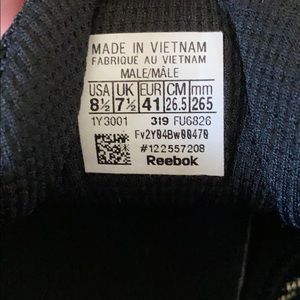 MADE IN VIETNAM
FABRIQUE AU VIETNAM
MALE/MÂLE
USA UK EUR CM mm
8½ 7½ 41 26.5 265
1Y3001 319 FU6826
Fv2Y04Bw00470
#122557208
Reebok